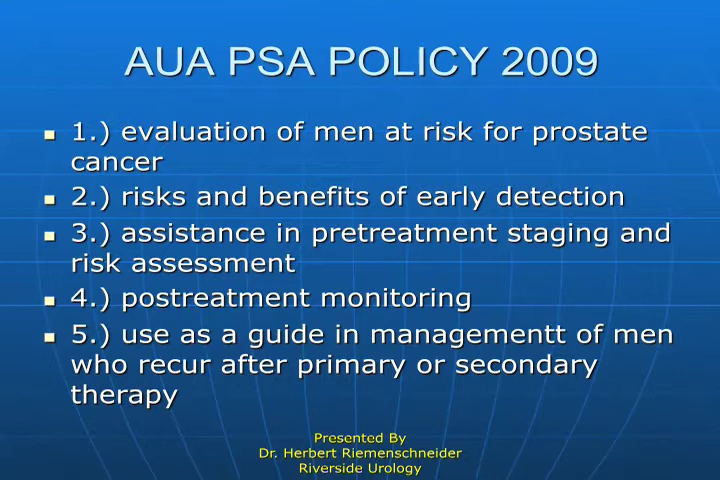 AUA PSA POLICY 2009
1.) evaluation of men at risk for prostate
cancer
2.) risks and benefits of early detection
3.) assistance in pretreatment staging and
risk assessment
4.) postreatment monitoring
5.) use as a guide in managementt of men
who recur after primary or secondary
therapy
Presented By
Dr. Herbert Riemenschneider
Riverside Urology